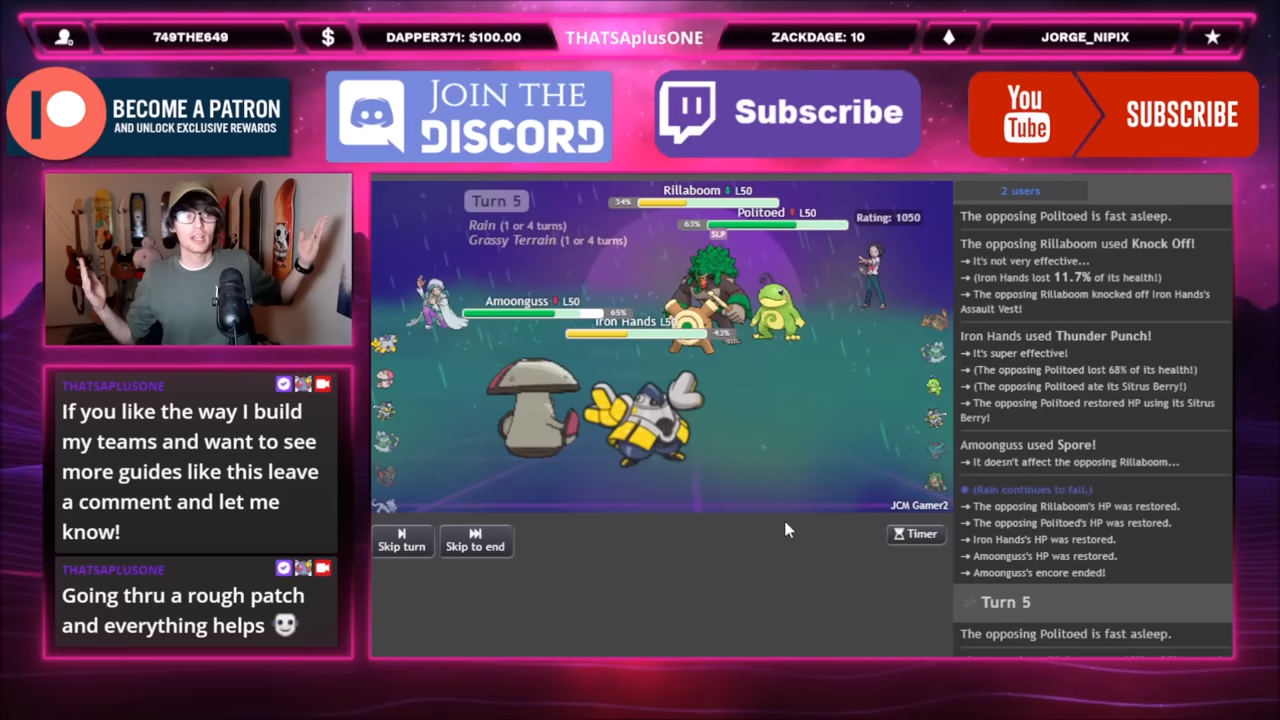 749THE649
$
DAPPER371: $100.00
THATSAplusONE
ZACKDAGE: 10
JORGE_NIPIX
BECOME A PATRON
AND UNLOCK EXCLUSIVE REWARDS
JOIN THE
DISCORD
Subscribe
You
Tube
SUBSCRIBE
Turn 5
Rain (1 or 4 turns)
Grassy Terrain (1 or 4 turns)
Rillaboom L50
34%
Politoed L50
63%
SLP
Rating: 1050
Amoonguss L50
65%
Iron Hands L50
43%
JCM Gamer2
Skip turn
Skip to end
Timer
2 users
The opposing Politoed is fast asleep.
The opposing Rillaboom used Knock Off!
It's not very effective...
(Iron Hands lost 11.7% of its health!)
The opposing Rillaboom knocked off Iron Hands's
Assault Vest!
Iron Hands used Thunder Punch!
It's super effective!
(The opposing Politoed lost 68% of its health!)
(The opposing Politoed ate its Sitrus Berry!)
The opposing Politoed restored HP using its Sitrus
Berry!
Amoonguss used Spore!
It doesn't affect the opposing Rillaboom...
(Rain continues to fall.)
The opposing Rillaboom's HP was restored.
The opposing Politoed's HP was restored.
Iron Hands's HP was restored.
Amoonguss's HP was restored.
Amoonguss's encore ended!
Turn 5
The opposing Politoed is fast asleep.
THATSAPLUSONE
If you like the way I build
my teams and want to see
more guides like this leave
a comment and let me
know!
THATSAPLUSONE
Going thru a rough patch
and everything helps